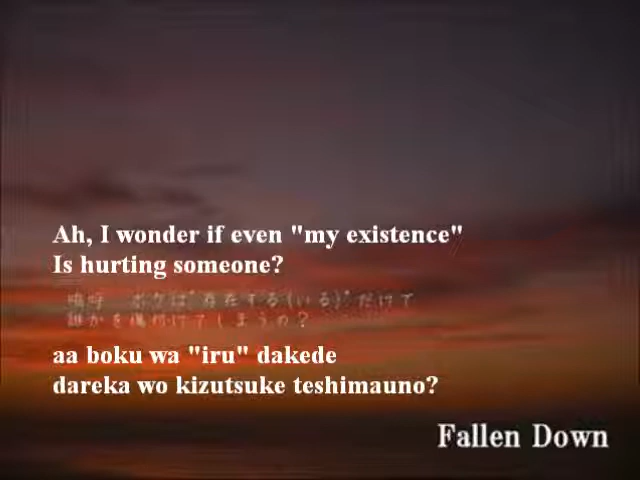 Ah, I wonder if even "my existence"
Is hurting someone?
嗚呼 ボクは"存在する(いる)"だけで
誰かを傷付けてしまうの?
aa boku wa "iru" dakede
dareka wo kizutsuke teshimauno?
Fallen Down